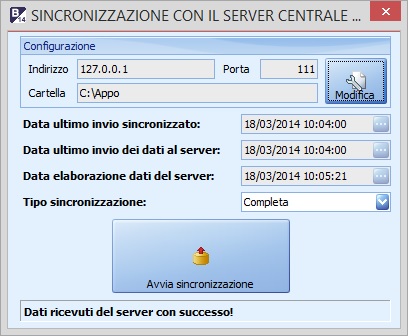 B 14 SINCRONIZZAZIONE CON IL SERVER CENTRALE ...
Configurazione
Indirizzo 127.0.0.1 Porta 111
Cartella C:\Appo
Modifica
Data ultimo invio sincronizzato: 18/03/2014 10:04:00 ...
Data ultimo invio dei dati al server: 18/03/2014 10:04:00 ...
Data elaborazione dati del server: 18/03/2014 10:05:21 ...
Tipo sincronizzazione: Completa
Avvia sincronizzazione
Dati ricevuti del server con successo!